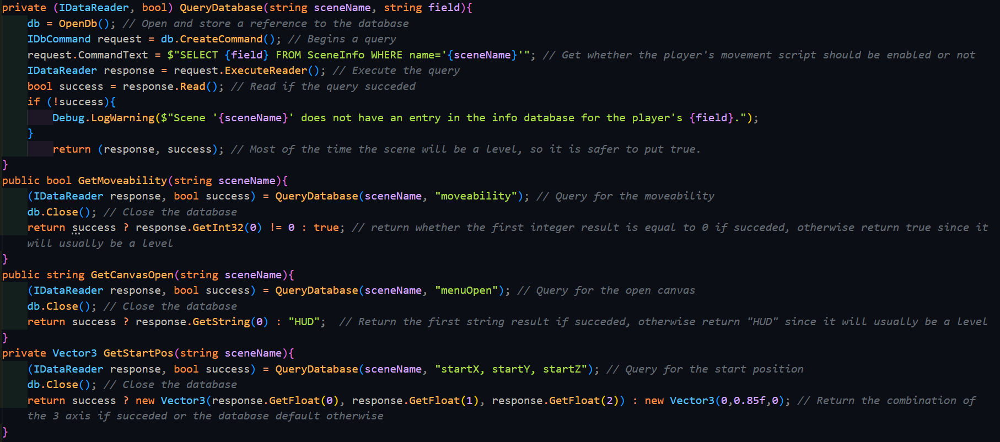 private (IDataReader, bool) QueryDatabase(string sceneName, string field){
db = OpenDb(); // Open and store a reference to the database
IDbCommand request = db.CreateCommand(); // Begins a query
request.CommandText = $"SELECT {field} FROM SceneInfo WHERE name='{sceneName}'"; // Get whether the player's movement script should be enabled or not
IDataReader response = request.ExecuteReader(); // Execute the query
bool success = response.Read(); // Read if the query succeded
if (!success){
Debug.LogWarning($"Scene '{sceneName}' does not have an entry in the info database for the player's {field}.");
}
return (response, success); // Most of the time the scene will be a level, so it is safer to put true.
}
public bool GetMoveability(string sceneName){
(IDataReader response, bool success) = QueryDatabase(sceneName, "moveability"); // Query for the moveability
db.Close(); // Close the database
return success ? response.GetInt32(0) != 0 : true; // return whether the first integer result is equal to 0 if succeded, otherwise return true since it
will usually be a level
}
public string GetCanvasOpen(string sceneName){
(IDataReader response, bool success) = QueryDatabase(sceneName, "menuOpen"); // Query for the open canvas
db.Close(); // Close the database
return success ? response.GetString(0) : "HUD";  // Return the first string result if succeded, otherwise return "HUD" since it will usually be a level
}
private Vector3 GetStartPos(string sceneName){
(IDataReader response, bool success) = QueryDatabase(sceneName, "startX, startY, startZ"); // Query for the start position
db.Close(); // Close the database
return success ? new Vector3(response.GetFloat(0), response.GetFloat(1), response.GetFloat(2)) : new Vector3(0,0.85f,0); // Return the combination of
the 3 axis if succeded or the database default otherwise
}